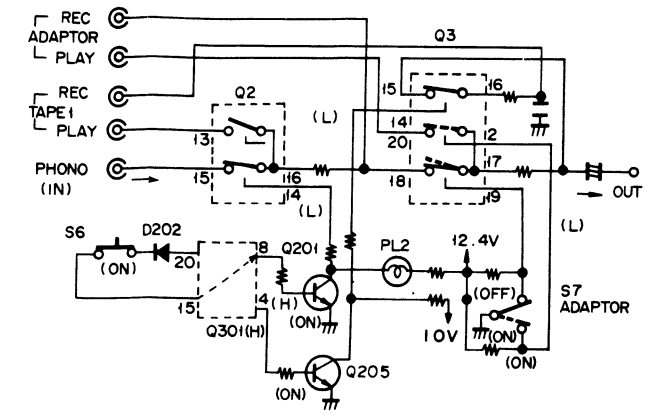 REC
ADAPTOR
PLAY
Q3
REC
TAPE1
PLAY
Q2
(L)
15
16
14
20
2
13
PHONO
(IN)
15
16
14
18
17
19
(L)
OUT
(L)
S6
D202
(ON)
20
8
Q201
PL2
12.4V
(OFF)
S7
ADAPTOR
15
4
(H)
(ON)
Q301(H)
10V
(ON)
(ON)
Q205
(ON)